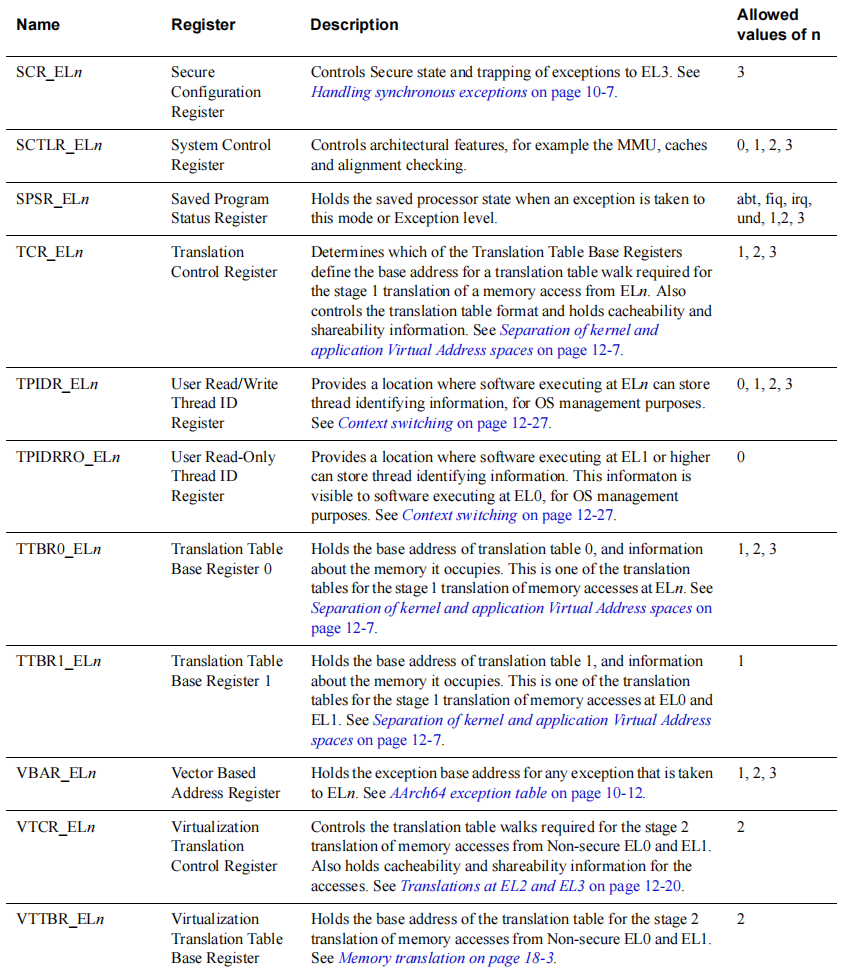 Name Register Description Allowed values of n
SCR_ELn Secure Configuration Register Controls Secure state and trapping of exceptions to EL3. See Handling synchronous exceptions on page 10-7. 3
SCTLR_ELn System Control Register Controls architectural features, for example the MMU, caches and alignment checking. 0, 1, 2, 3
SPSR_ELn Saved Program Status Register Holds the saved processor state when an exception is taken to this mode or Exception level. abt, fiq, irq, und, 1,2, 3
TCR_ELn Translation Control Register Determines which of the Translation Table Base Registers define the base address for a translation table walk required for the stage 1 translation of a memory access from ELn. Also controls the translation table format and holds cacheability and shareability information. See Separation of kernel and application Virtual Address spaces on page 12-7. 1, 2, 3
TPIDR_ELn User Read/Write Thread ID Register Provides a location where software executing at ELn can store thread identifying information, for OS management purposes. See Context switching on page 12-27. 0, 1, 2, 3
TPIDRRO_ELn User Read-Only Thread ID Register Provides a location where software executing at EL1 or higher can store thread identifying information. This informaton is visible to software executing at EL0, for OS management purposes. See Context switching on page 12-27. 0
TTBR0_ELn Translation Table Base Register 0 Holds the base address of translation table 0, and information about the memory it occupies. This is one of the translation tables for the stage 1 translation of memory accesses at ELn. See Separation of kernel and application Virtual Address spaces on page 12-7. 1, 2, 3
TTBR1_ELn Translation Table Base Register 1 Holds the base address of translation table 1, and information about the memory it occupies. This is one of the translation tables for the stage 1 translation of memory accesses at EL0 and EL1. See Separation of kernel and application Virtual Address spaces on page 12-7. 1
VBAR_ELn Vector Based Address Register Holds the exception base address for any exception that is taken to ELn. See AArch64 exception table on page 10-12. 1, 2, 3
VTCR_ELn Virtualization Translation Control Register Controls the translation table walks required for the stage 2 translation of memory accesses from Non-secure EL0 and EL1. Also holds cacheability and shareability information for the accesses. See Translations at EL2 and EL3 on page 12-20. 2
VTTBR_ELn Virtualization Translation Table Base Register Holds the base address of the translation table for the stage 2 translation of memory accesses from Non-secure EL0 and EL1. See Memory translation on page 18-3. 2